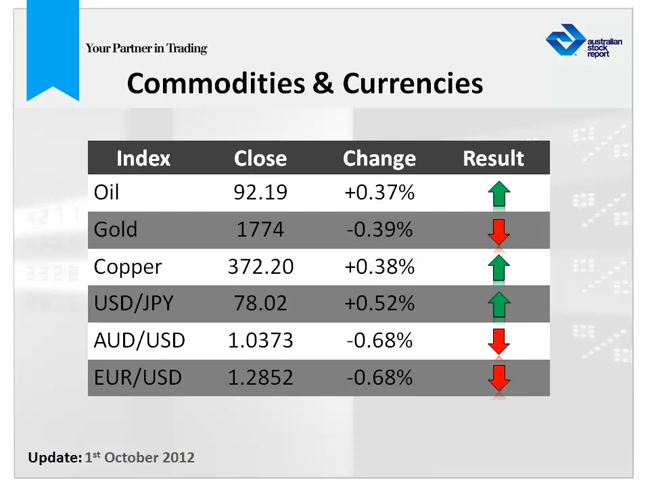 Your Partner in Trading
australian
stock
report
Commodities & Currencies
Index Close Change Result
Oil 92.19 +0.37%
Gold 1774 -0.39%
Copper 372.20 +0.38%
USD/JPY 78.02 +0.52%
AUD/USD 1.0373 -0.68%
EUR/USD 1.2852 -0.68%
Update: 1st October 2012